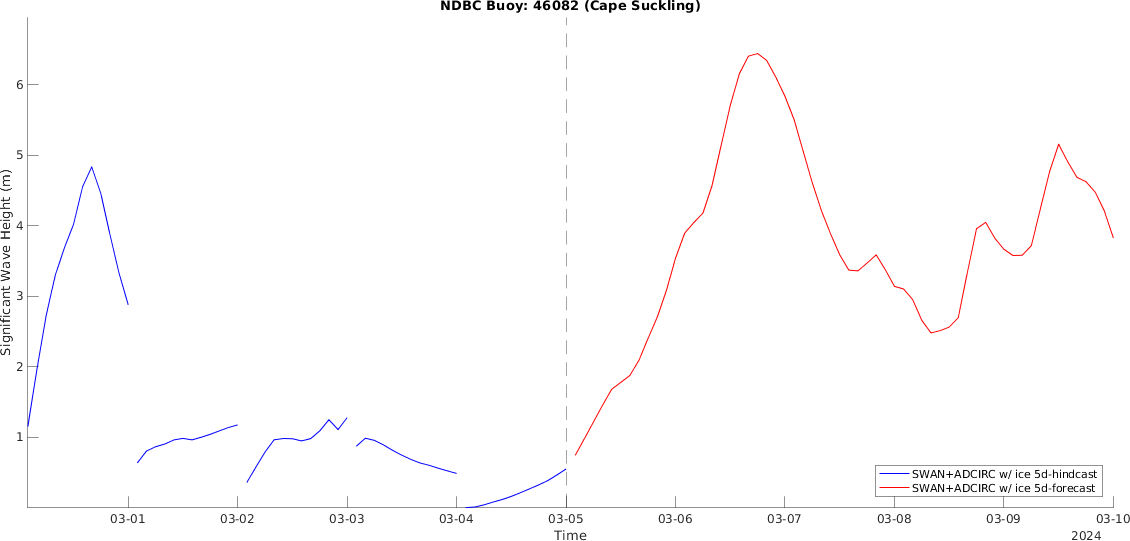 NDBC Buoy: 46082 (Cape Suckling)
Significant Wave Height (m)
6
5
4
3
2
1
SWAN+ADCIRC w/ ice 5d-hindcast
SWAN+ADCIRC w/ ice 5d-forecast
03-01 03-02 03-03 03-04 03-05 03-06 03-07 03-08 03-09 03-10
Time
2024